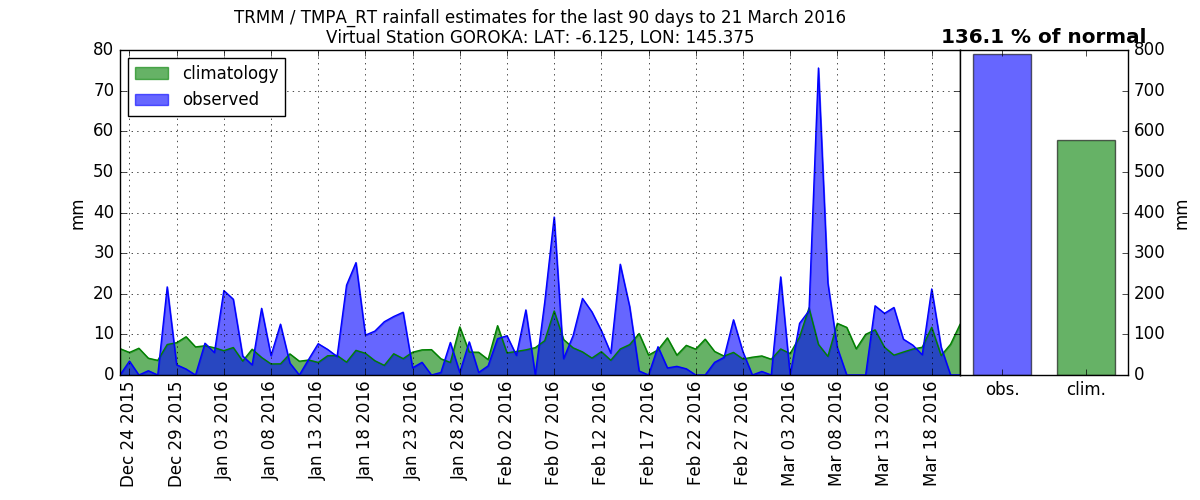 TRMM / TMPA_RT rainfall estimates for the last 90 days to 21 March 2016
Virtual Station GOROKA: LAT: -6.125, LON: 145.375
136.1 % of normal
climatology
observed
80
70
60
50
40
30
20
10
0
mm
800
700
600
500
400
300
200
100
0
mm
Dec 24 2015
Dec 29 2015
Jan 03 2016
Jan 08 2016
Jan 13 2016
Jan 18 2016
Jan 23 2016
Jan 28 2016
Feb 02 2016
Feb 07 2016
Feb 12 2016
Feb 17 2016
Feb 22 2016
Feb 27 2016
Mar 03 2016
Mar 08 2016
Mar 13 2016
Mar 18 2016
obs.
clim.